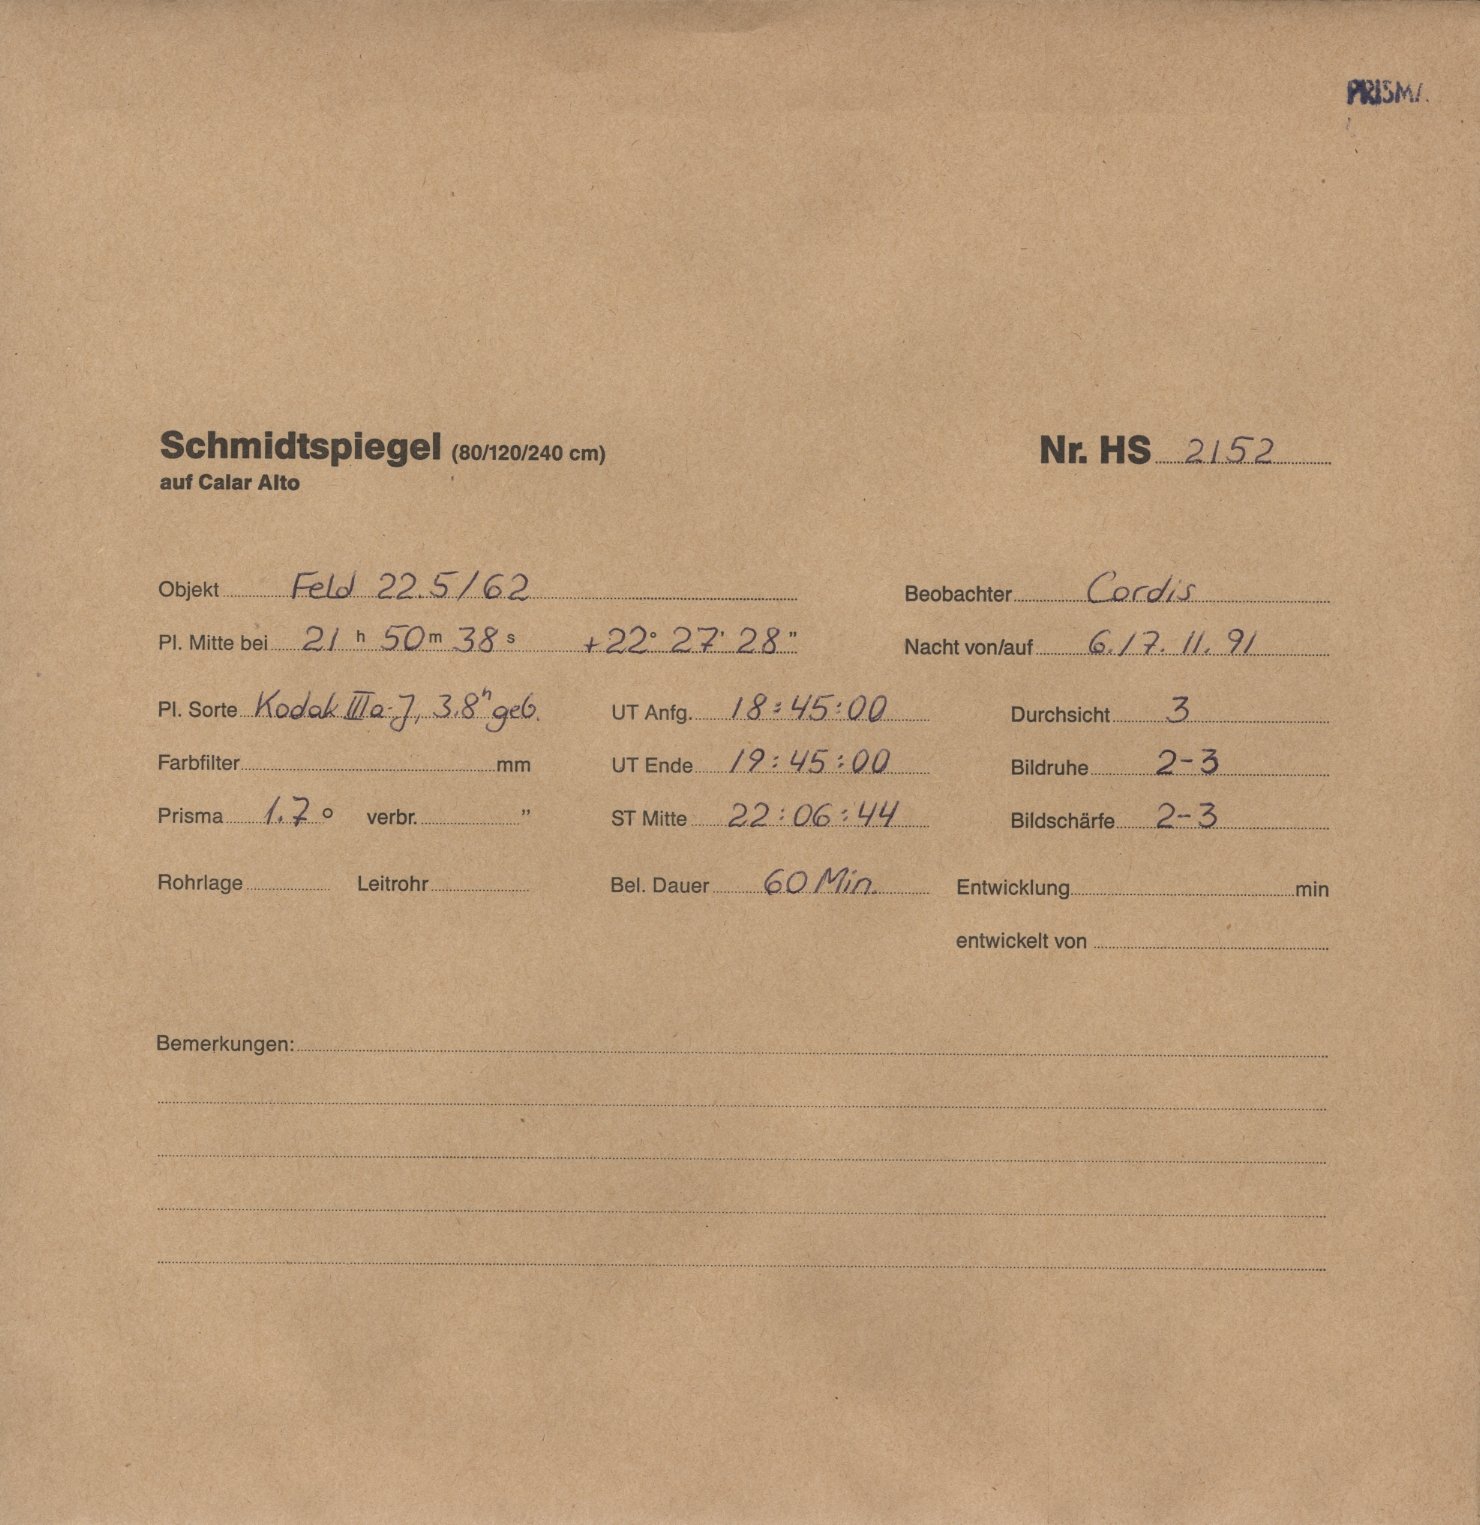 PRISMA
Schmidtspiegel (80/120/240 cm) Nr. HS 2152
auf Calar Alto
Objekt Feld 22.5/62 Beobachter Cordis
Pl. Mitte bei 21 h 50 m 38 s +22° 27' 28" Nacht von/auf 6./7. 11. 91
Pl. Sorte Kodak IIIa-J, 3.8h geb. UT Anfg. 18:45:00 Durchsicht 3
Farbfilter mm UT Ende 19:45:00 Bildruhe 2-3
Prisma 1.7 ° verbr. " ST Mitte 22:06:44 Bildschärfe 2-3
Rohrlage Leitrohr Bel. Dauer 60 Min. Entwicklung min
entwickelt von
Bemerkungen: